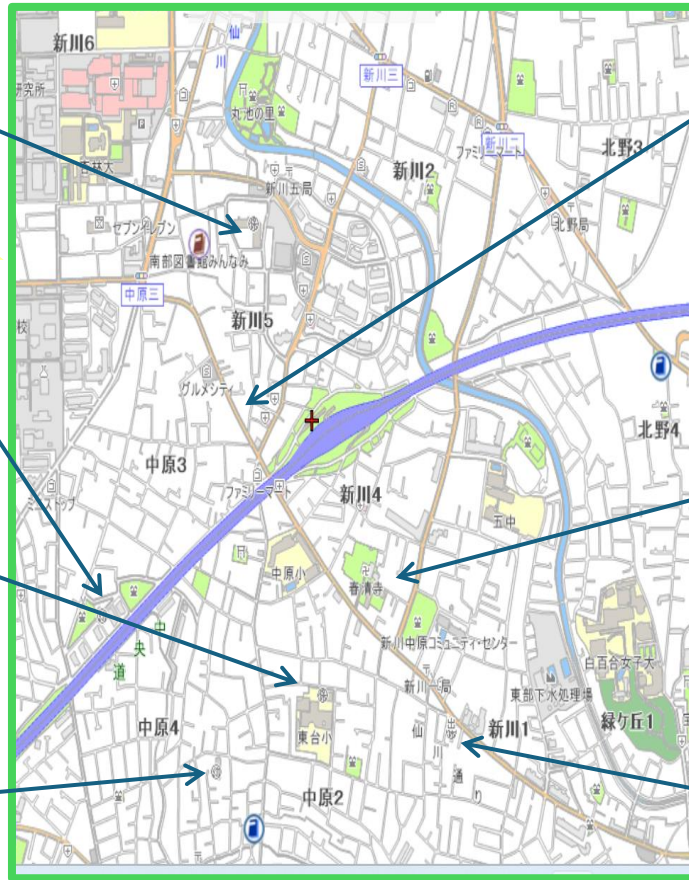 新川6
仙川
新川三
究所
丸池の里
新川二
ファミリーマート
北野3
杏林大
新川2
新川五局
セブンイレブン
南部図書館みんなみ
北野局
中原三
新川5
校
グルメシティ
北野4
中原3
ファミリーマート
新川4
ミニストップ
五中
中原小
春清寺
中央道
新川中原コミュニティ・センター
白百合女子大
新川一局
東部下水処理場
緑ケ丘1
中原4
東台小
仙川通り
新川1
中原2